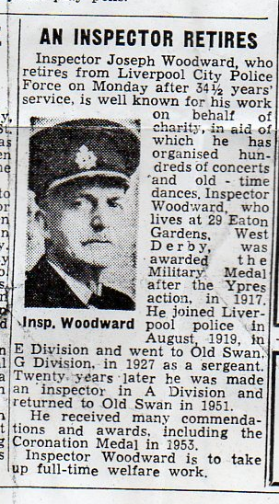 AN INSPECTOR RETIRES
Inspector Joseph Woodward, who
retires from Liverpool City Police
Force on Monday after 34½ years'
service, is well known for his work
on behalf of
charity, in aid of
which he has
organised hun-
dreds of concerts
and old - time
dances. Inspector
Woodward who
lives at 29 Eaton
Gardens, West
Derby, was
awarded the
Military Medal
after the Ypres
action, in 1917.
He joined Liver-
pool police in
August, 1919, in
Insp. Woodward
E Division and went to Old Swan.
G Division, in 1927 as a sergeant.
Twenty years later he was made
an inspector in A Division and
returned to Old Swan in 1951.
He received many commenda-
tions and awards, including the
Coronation Medal in 1953.
Inspector Woodward is to take
up full-time welfare work.